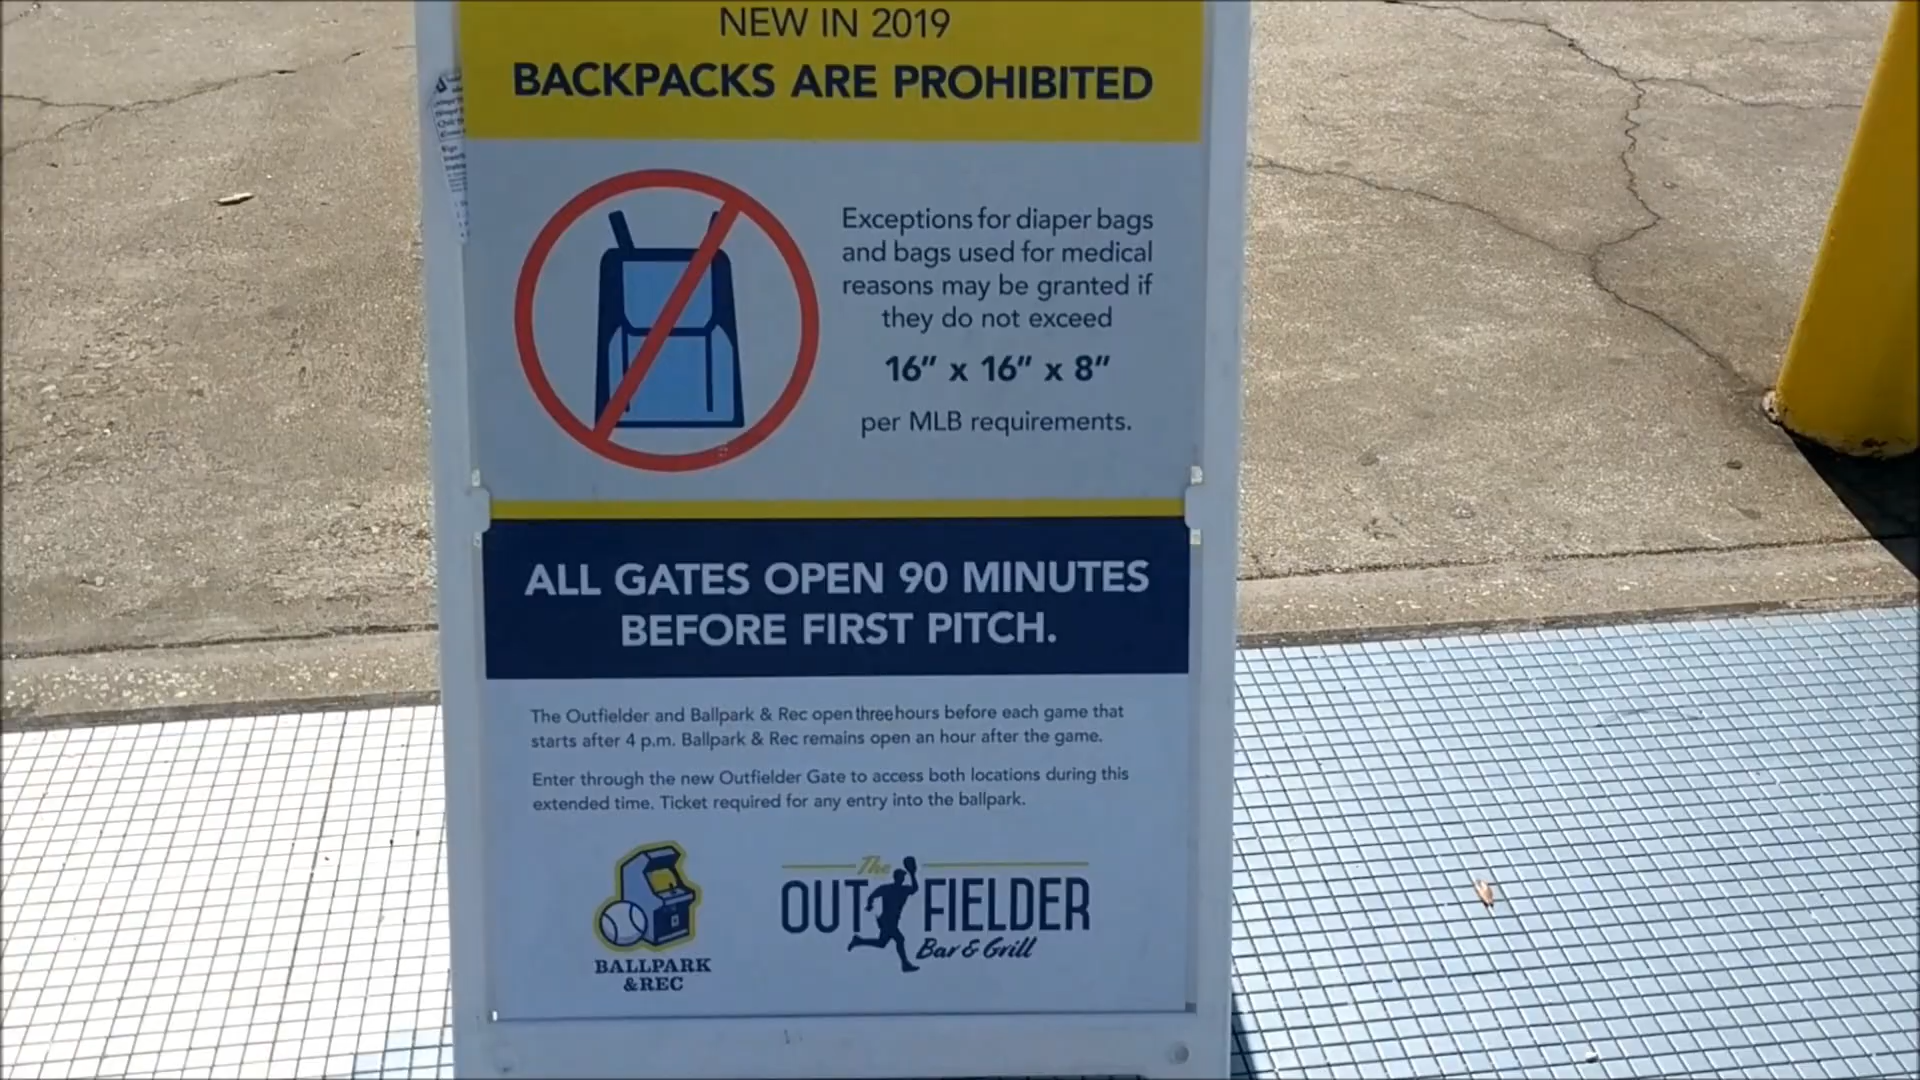 NEW IN 2019
BACKPACKS ARE PROHIBITED
Exceptions for diaper bags
and bags used for medical
reasons may be granted if
they do not exceed
16" x 16" x 8"
per MLB requirements.
ALL GATES OPEN 90 MINUTES
BEFORE FIRST PITCH.
The Outfielder and Ballpark & Rec open three hours before each game that
starts after 4 p.m. Ballpark & Rec remains open an hour after the game.
Enter through the new Outfielder Gate to access both locations during this
extended time. Ticket required for any entry into the ballpark.
BALLPARK
& REC
The
OUTFIELDER
Bar & Grill